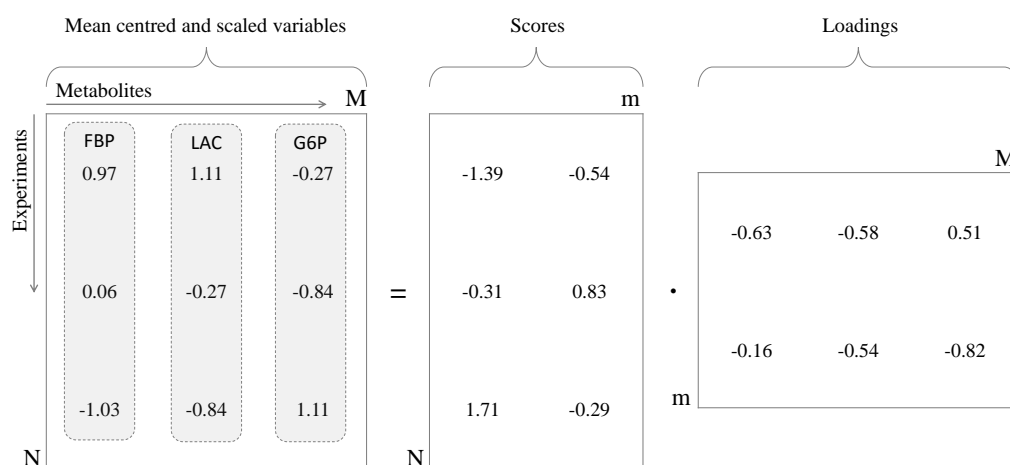 Mean centred and scaled variables
Scores
Loadings
Metabolites
M
m
Experiments
FBP LAC G6P
0.97 1.11 -0.27
-1.39 -0.54
M
-0.63 -0.58 0.51
0.06 -0.27 -0.84
=
-0.31 0.83
·
-0.16 -0.54 -0.82
-1.03 -0.84 1.11
1.71 -0.29
m
N
N